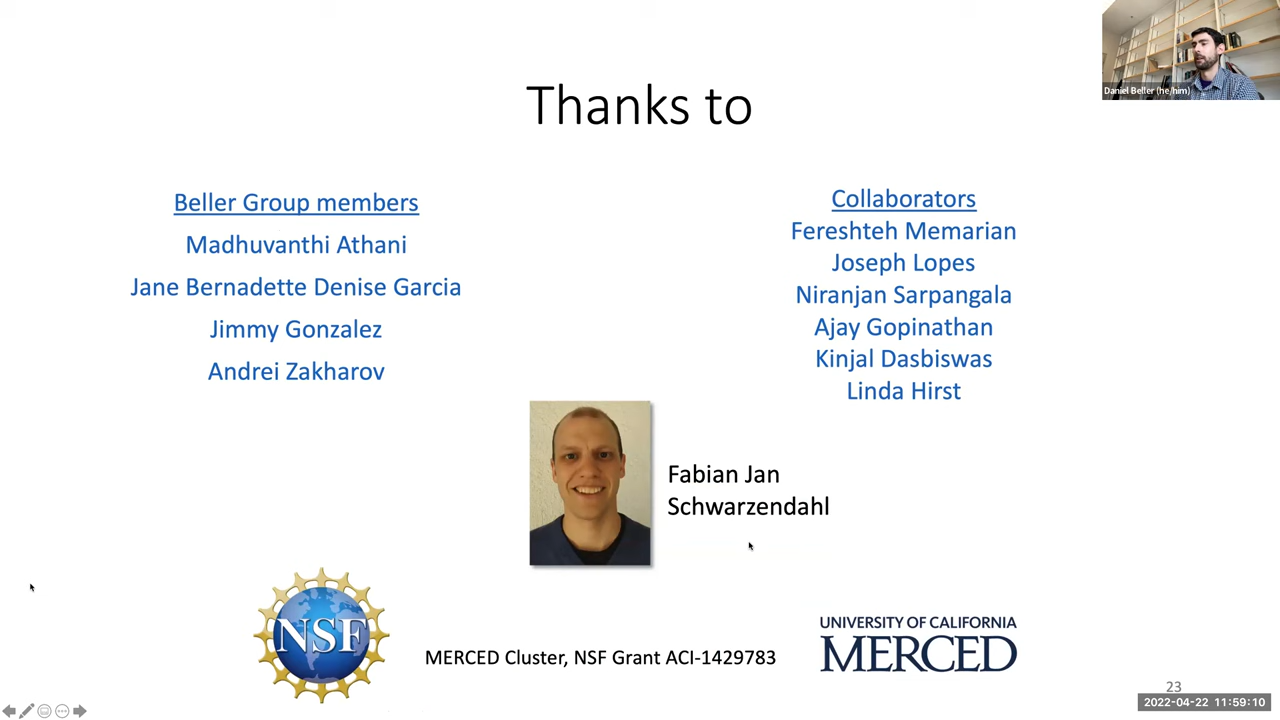 Daniel Beller (he/him)
Thanks to
Beller Group members
Madhuvanthi Athani
Jane Bernadette Denise Garcia
Jimmy Gonzalez
Andrei Zakharov
Collaborators
Fereshteh Memarian
Joseph Lopes
Niranjan Sarpangala
Ajay Gopinathan
Kinjal Dasbiswas
Linda Hirst
Fabian Jan
Schwarzendahl
NSF
MERCED Cluster, NSF Grant ACI-1429783
UNIVERSITY OF CALIFORNIA
MERCED
23
2022-04-22 11:59:10